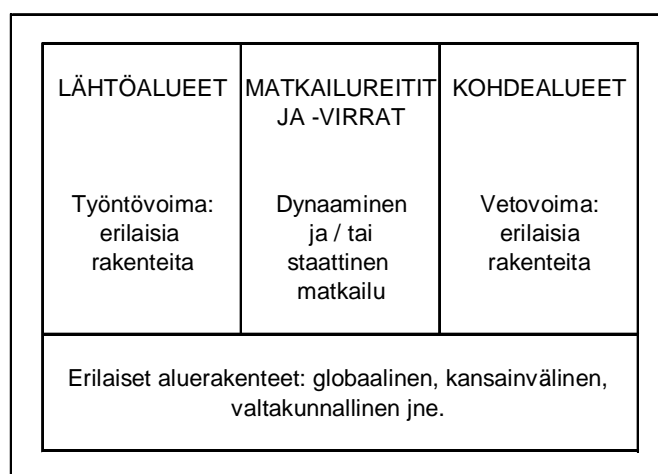 LÄHTÖALUEET
Työntövoima:
erilaisia
rakenteita
MATKAILUREITIT
JA -VIRRAT
Dynaaminen
ja / tai
staattinen
matkailu
KOHDEALUEET
Vetovoima:
erilaisia
rakenteita
Erilaiset aluerakenteet: globaalinen, kansainvälinen,
valtakunnallinen jne.